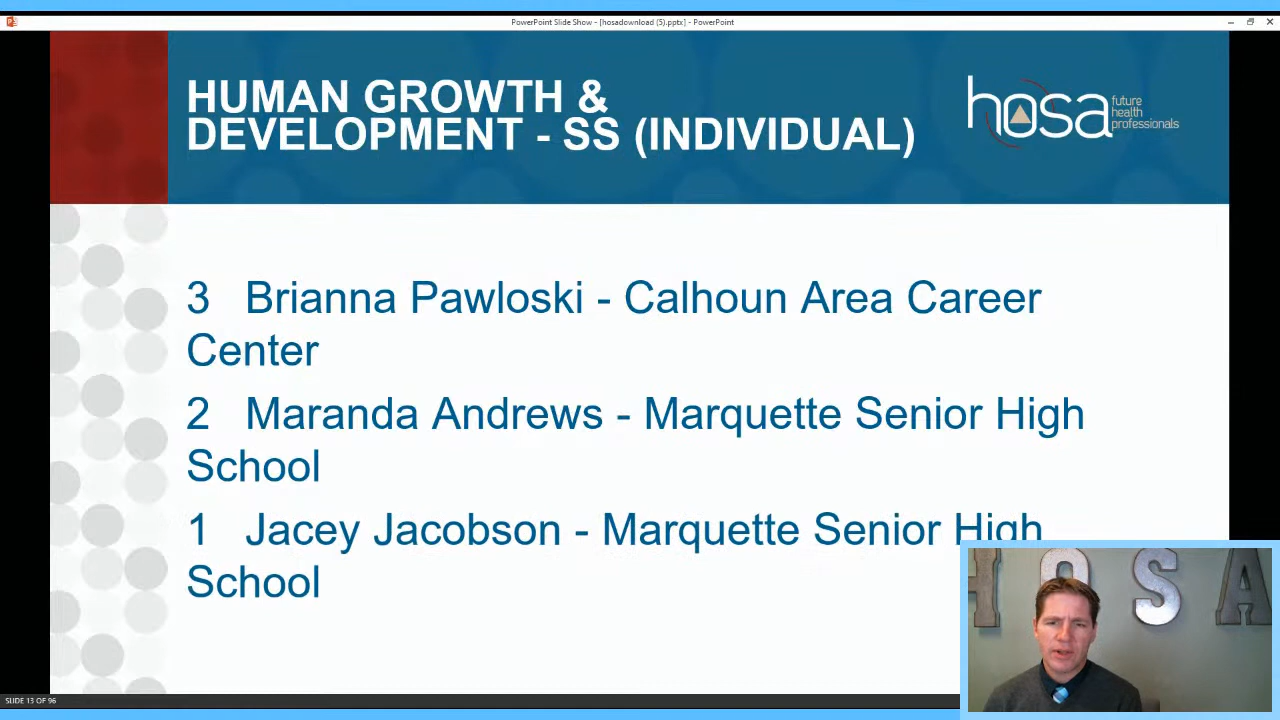 PowerPoint Slide Show - [hosadownload (5).pptx] - PowerPoint
HUMAN GROWTH &
DEVELOPMENT - SS (INDIVIDUAL)
hosa
future
health
professionals
3 Brianna Pawloski - Calhoun Area Career
Center
2 Maranda Andrews - Marquette Senior High
School
1 Jacey Jacobson - Marquette Senior High
School
H O S A
SLIDE 13 OF 96